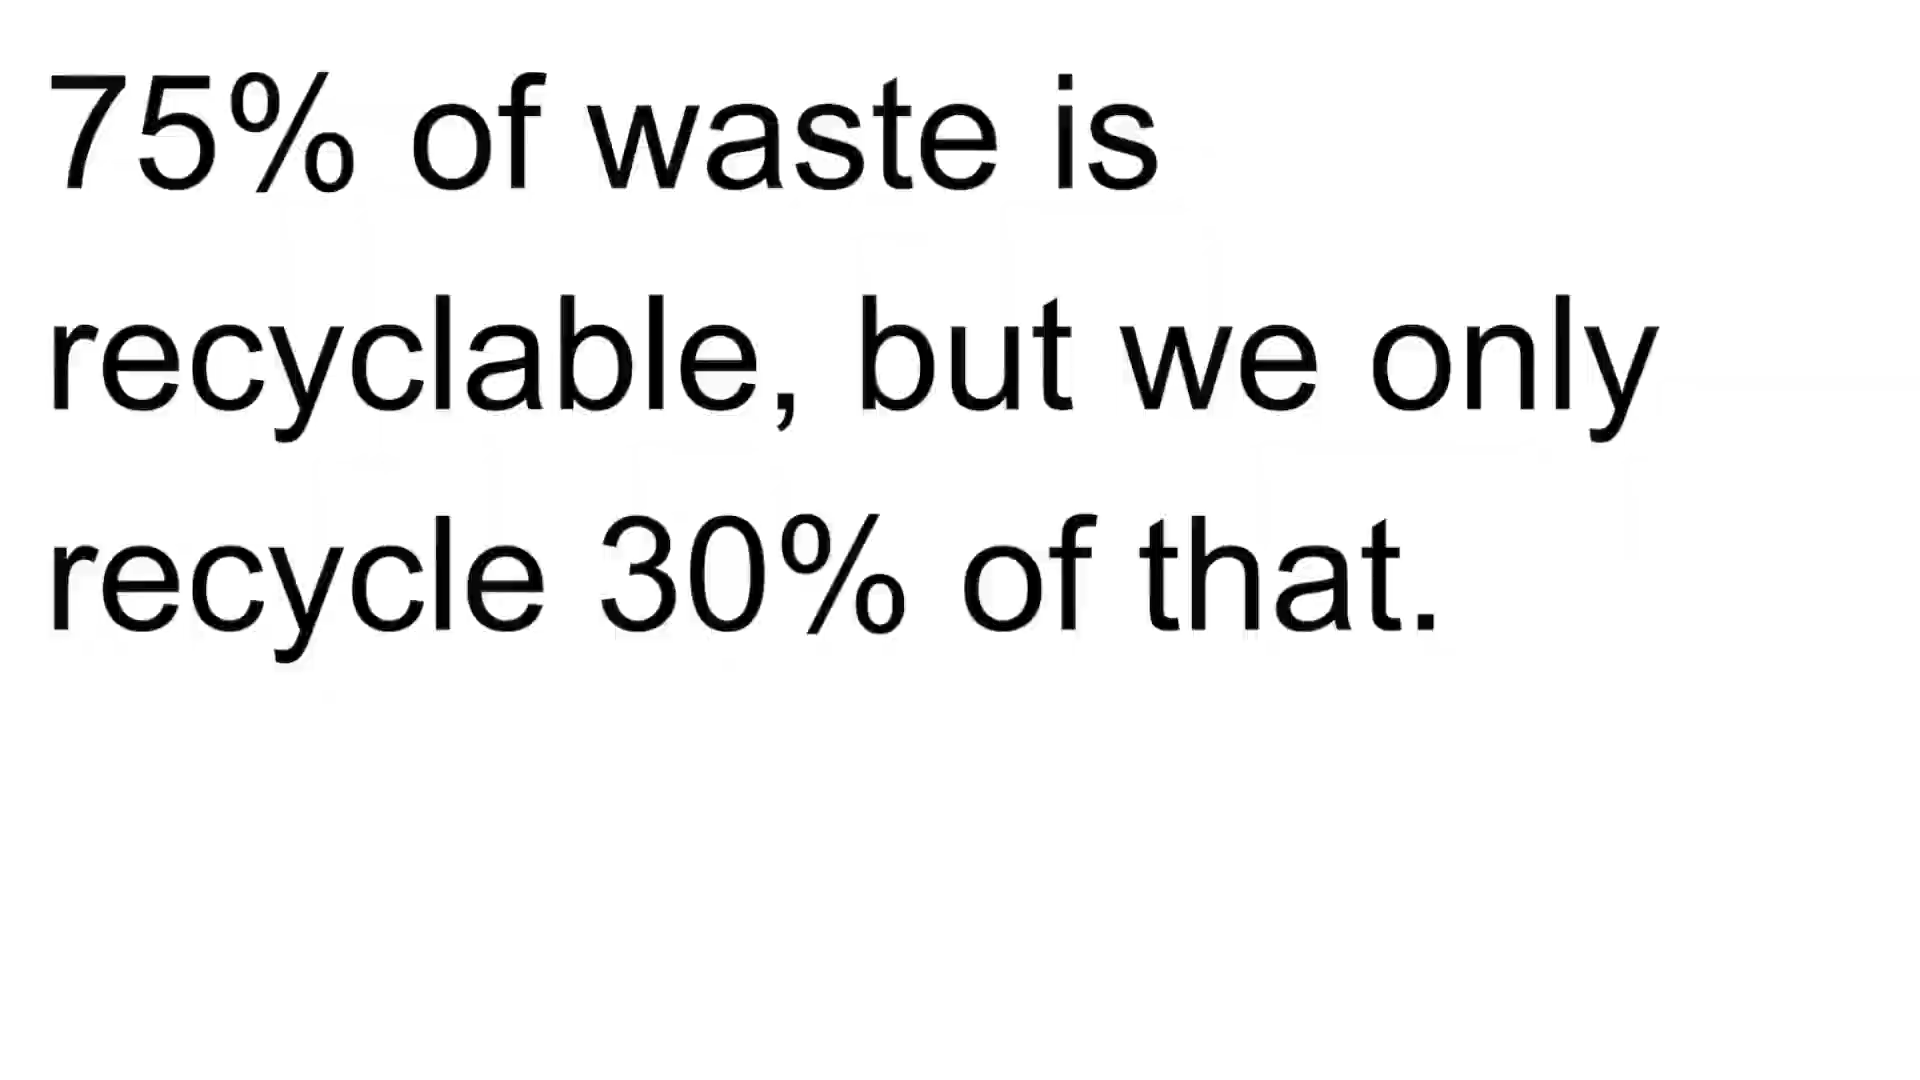 75% of waste is
recyclable, but we only
recycle 30% of that.